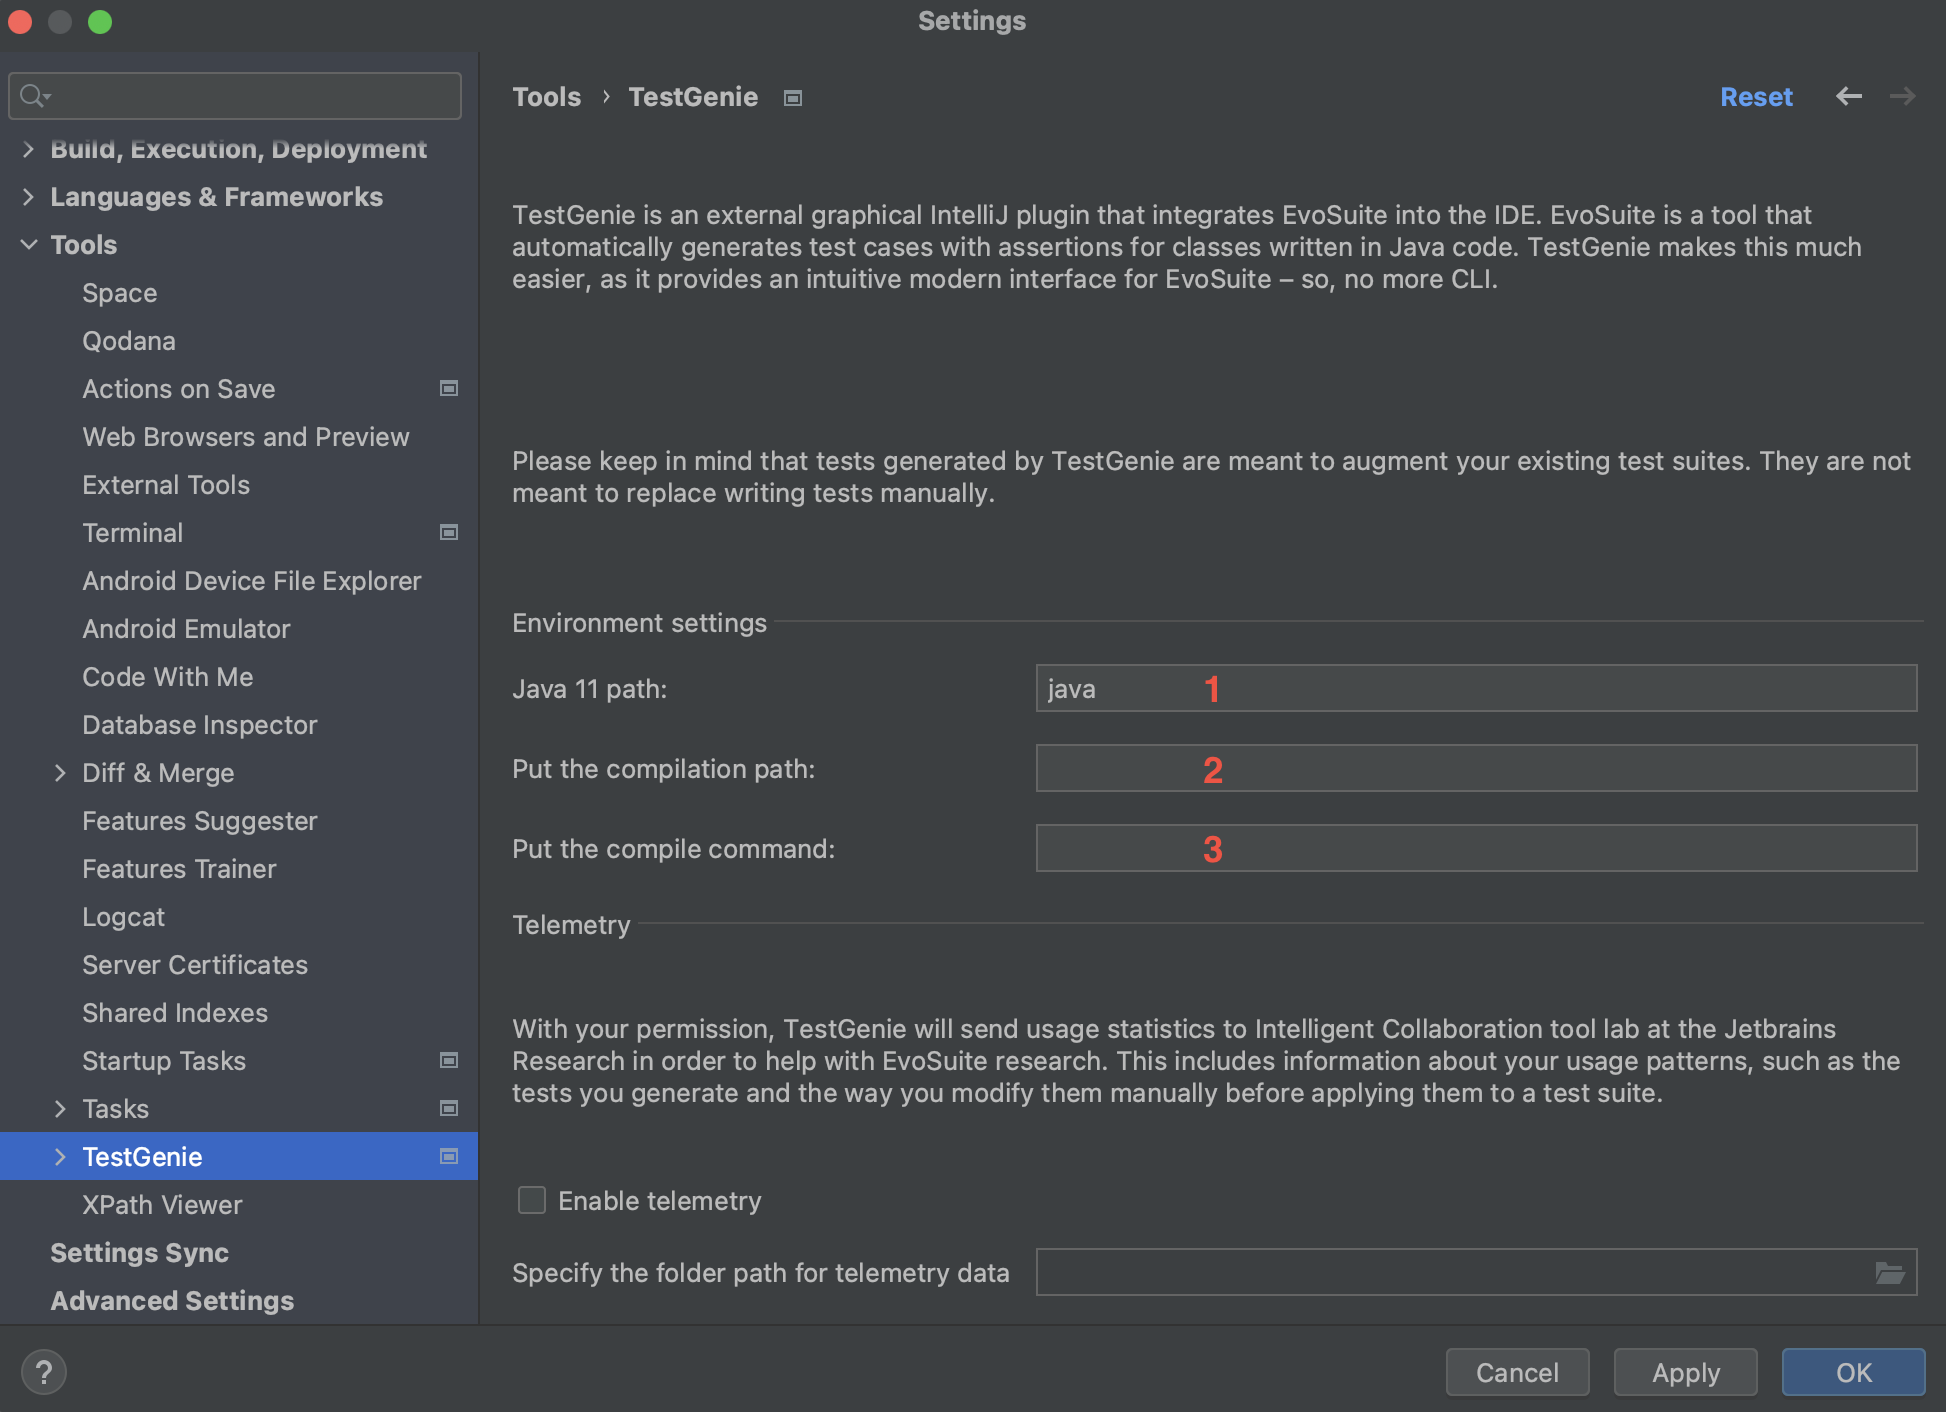 Settings
Build, Execution, Deployment
Languages & Frameworks
Tools
Space
Qodana
Actions on Save
Web Browsers and Preview
External Tools
Terminal
Android Device File Explorer
Android Emulator
Code With Me
Database Inspector
Diff & Merge
Features Suggester
Features Trainer
Logcat
Server Certificates
Shared Indexes
Startup Tasks
Tasks
TestGenie
XPath Viewer
Settings Sync
Advanced Settings
Tools › TestGenie
Reset
TestGenie is an external graphical IntelliJ plugin that integrates EvoSuite into the IDE. EvoSuite is a tool that
automatically generates test cases with assertions for classes written in Java code. TestGenie makes this much
easier, as it provides an intuitive modern interface for EvoSuite – so, no more CLI.
Please keep in mind that tests generated by TestGenie are meant to augment your existing test suites. They are not
meant to replace writing tests manually.
Environment settings
Java 11 path: java 1
Put the compilation path: 2
Put the compile command: 3
Telemetry
With your permission, TestGenie will send usage statistics to Intelligent Collaboration tool lab at the Jetbrains
Research in order to help with EvoSuite research. This includes information about your usage patterns, such as the
tests you generate and the way you modify them manually before applying them to a test suite.
Enable telemetry
Specify the folder path for telemetry data
?
Cancel
Apply
OK